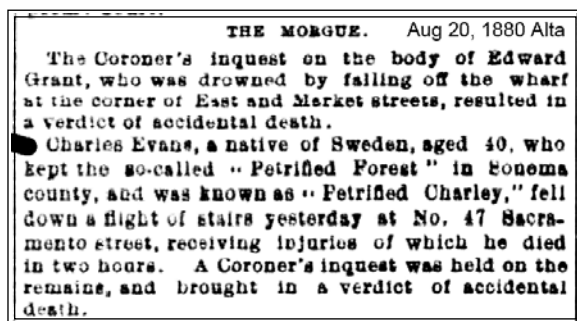 THE MORGUE. Aug 20, 1880 Alta
The Coroner's inquest on the body of Edward
Grant, who was drowned by falling off the wharf
at the corner of East and Market streets, resulted in
a verdict of accidental death.
Charles Evans, a native of Sweden, aged 40, who
kept the so-called "Petrified Forest" in Sonoma
county, and was known as "Petrified Charley," fell
down a flight of stairs yesterday at No. 47 Sacra-
mento street, receiving injuries of which he died
in two hours. A Coroner's inquest was held on the
remains, and brought in a verdict of accidental
death.